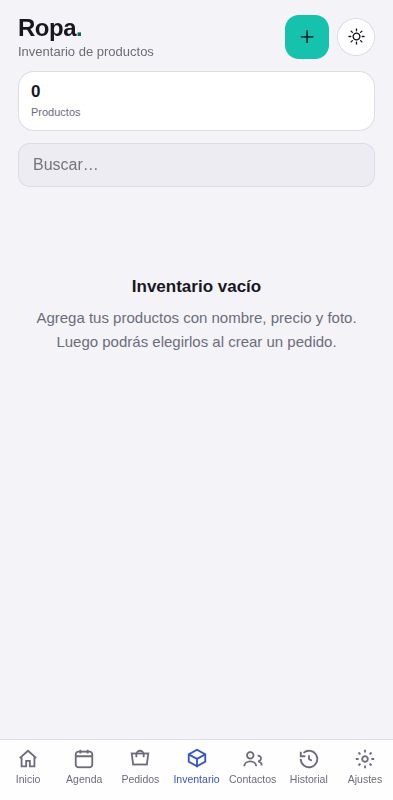 Ropa.
Inventario de productos
0
Productos
Buscar…
Inventario vacío
Agrega tus productos con nombre, precio y foto.
Luego podrás elegirlos al crear un pedido.
Inicio
Agenda
Pedidos
Inventario
Contactos
Historial
Ajustes